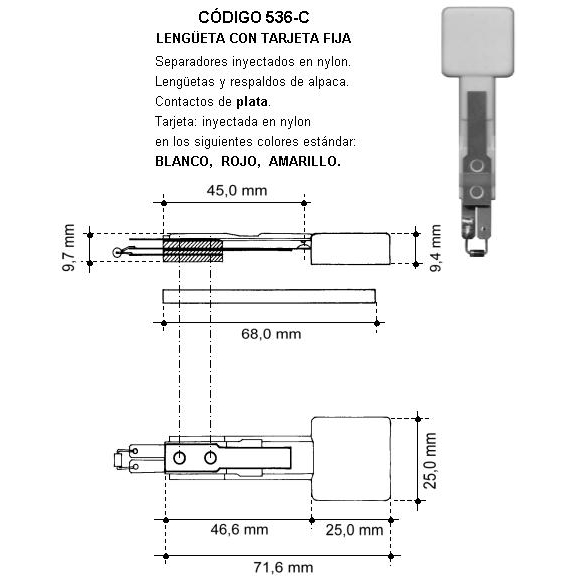 CÓDIGO 536-C
LENGÜETA CON TARJETA FIJA
Separadores inyectados en nylon.
Lengüetas y respaldos de alpaca.
Contactos de plata.
Tarjeta: inyectada en nylon
en los siguientes colores estándar:
BLANCO, ROJO, AMARILLO.
45,0 mm
9,7 mm
9,4 mm
68,0 mm
25,0 mm
46,6 mm
25,0 mm
71,6 mm